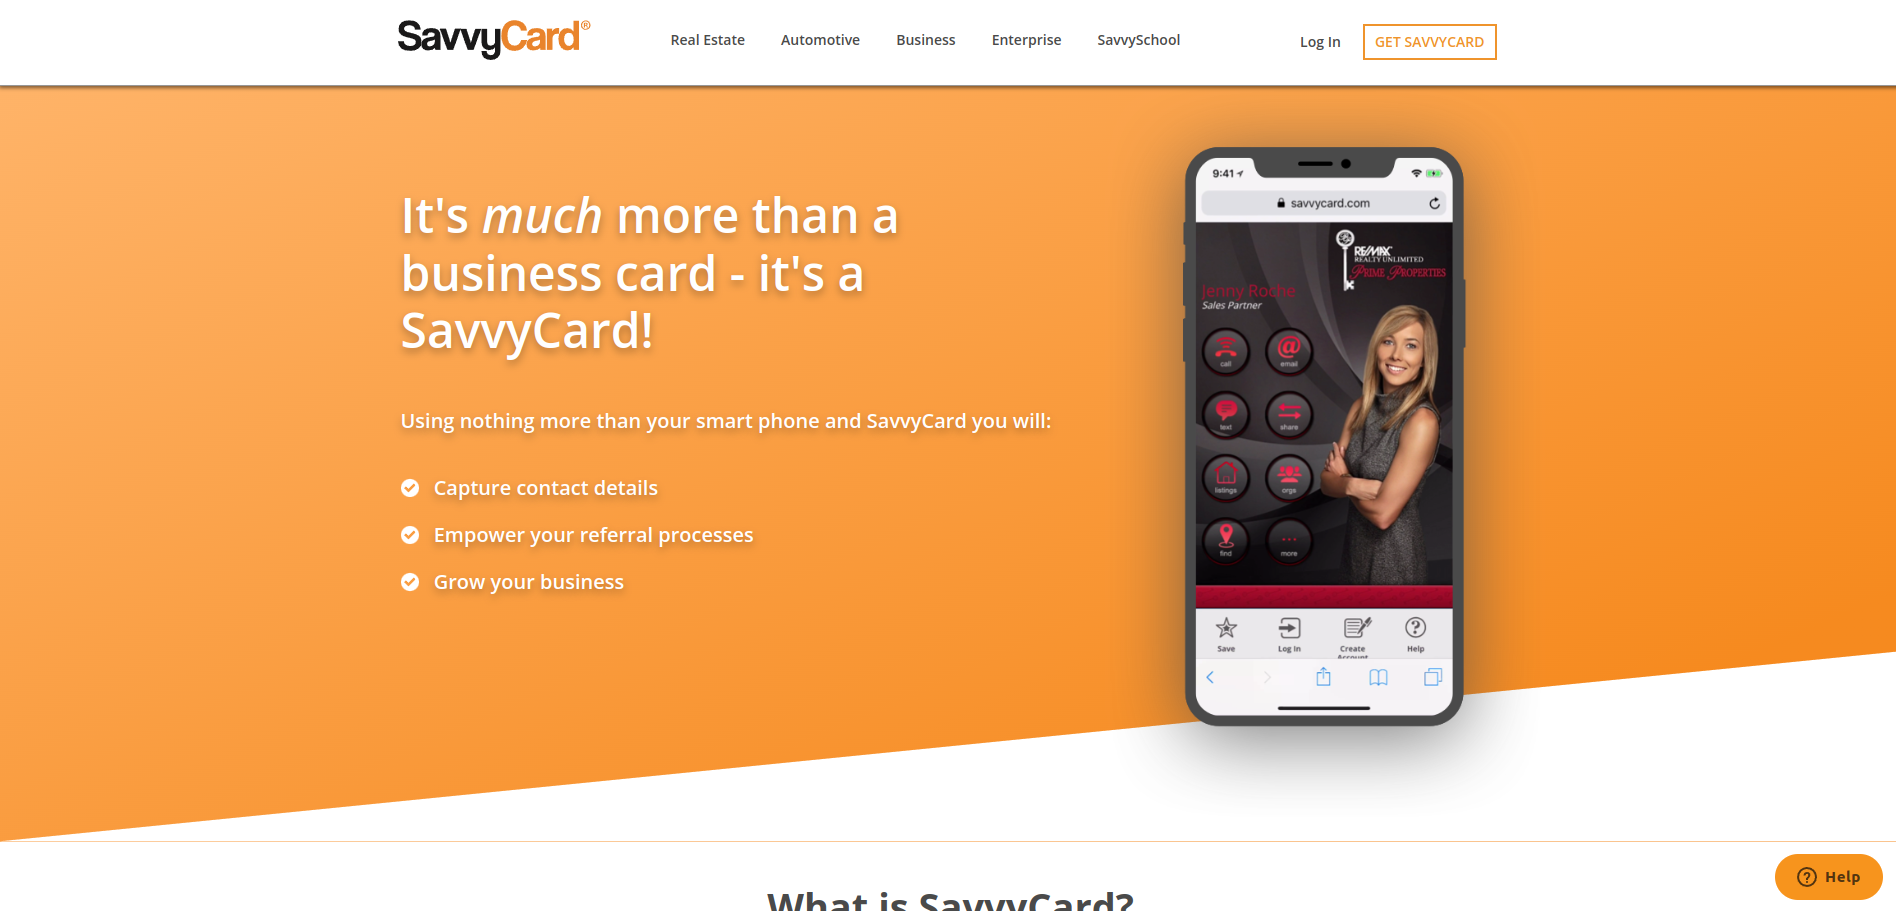 SavvyCard®
Real Estate
Automotive
Business
Enterprise
SavvySchool
Log In
GET SAVVYCARD
It's much more than a
business card - it's a
SavvyCard!
Using nothing more than your smart phone and SavvyCard you will:
Capture contact details
Empower your referral processes
Grow your business
9:41
savvycard.com
RE/MAX
REALTY UNLIMITED
PRIME PROPERTIES
Jenny Roche
Sales Partner
call
email
text
share
listings
orgs
find
more
Save
Log In
Create
Account
Help
What is SavvyCard?
Help